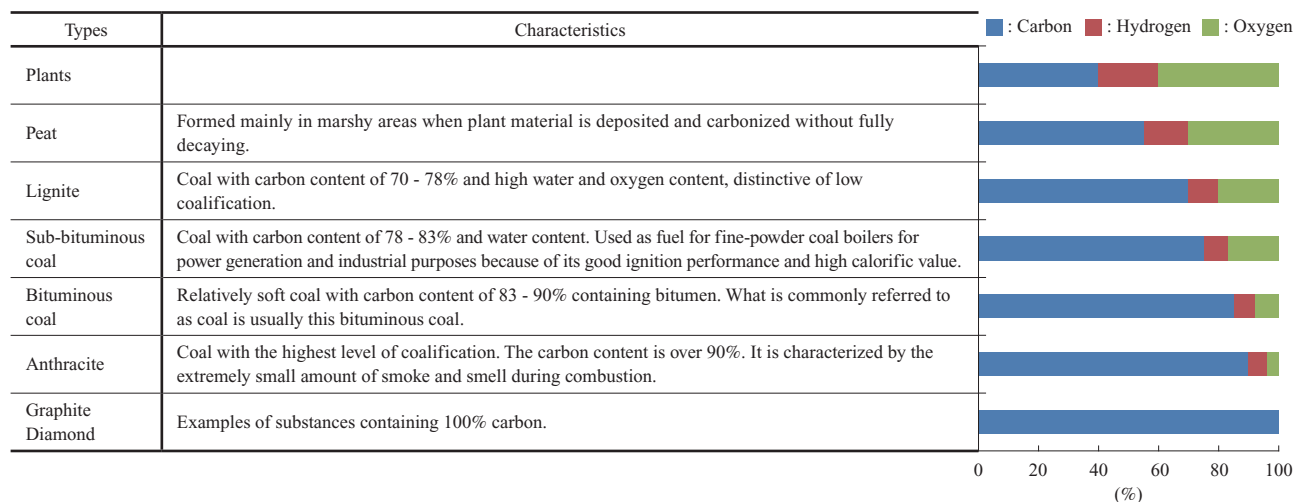 Types
Characteristics
: Carbon : Hydrogen : Oxygen
Plants
Peat
Formed mainly in marshy areas when plant material is deposited and carbonized without fully
decaying.
Lignite
Coal with carbon content of 70 - 78% and high water and oxygen content, distinctive of low
coalification.
Sub-bituminous
coal
Coal with carbon content of 78 - 83% and water content. Used as fuel for fine-powder coal boilers for
power generation and industrial purposes because of its good ignition performance and high calorific value.
Bituminous
coal
Relatively soft coal with carbon content of 83 - 90% containing bitumen. What is commonly referred to
as coal is usually this bituminous coal.
Anthracite
Coal with the highest level of coalification. The carbon content is over 90%. It is characterized by the
extremely small amount of smoke and smell during combustion.
Graphite
Diamond
Examples of substances containing 100% carbon.
0 20 40 60 80 100
(%)